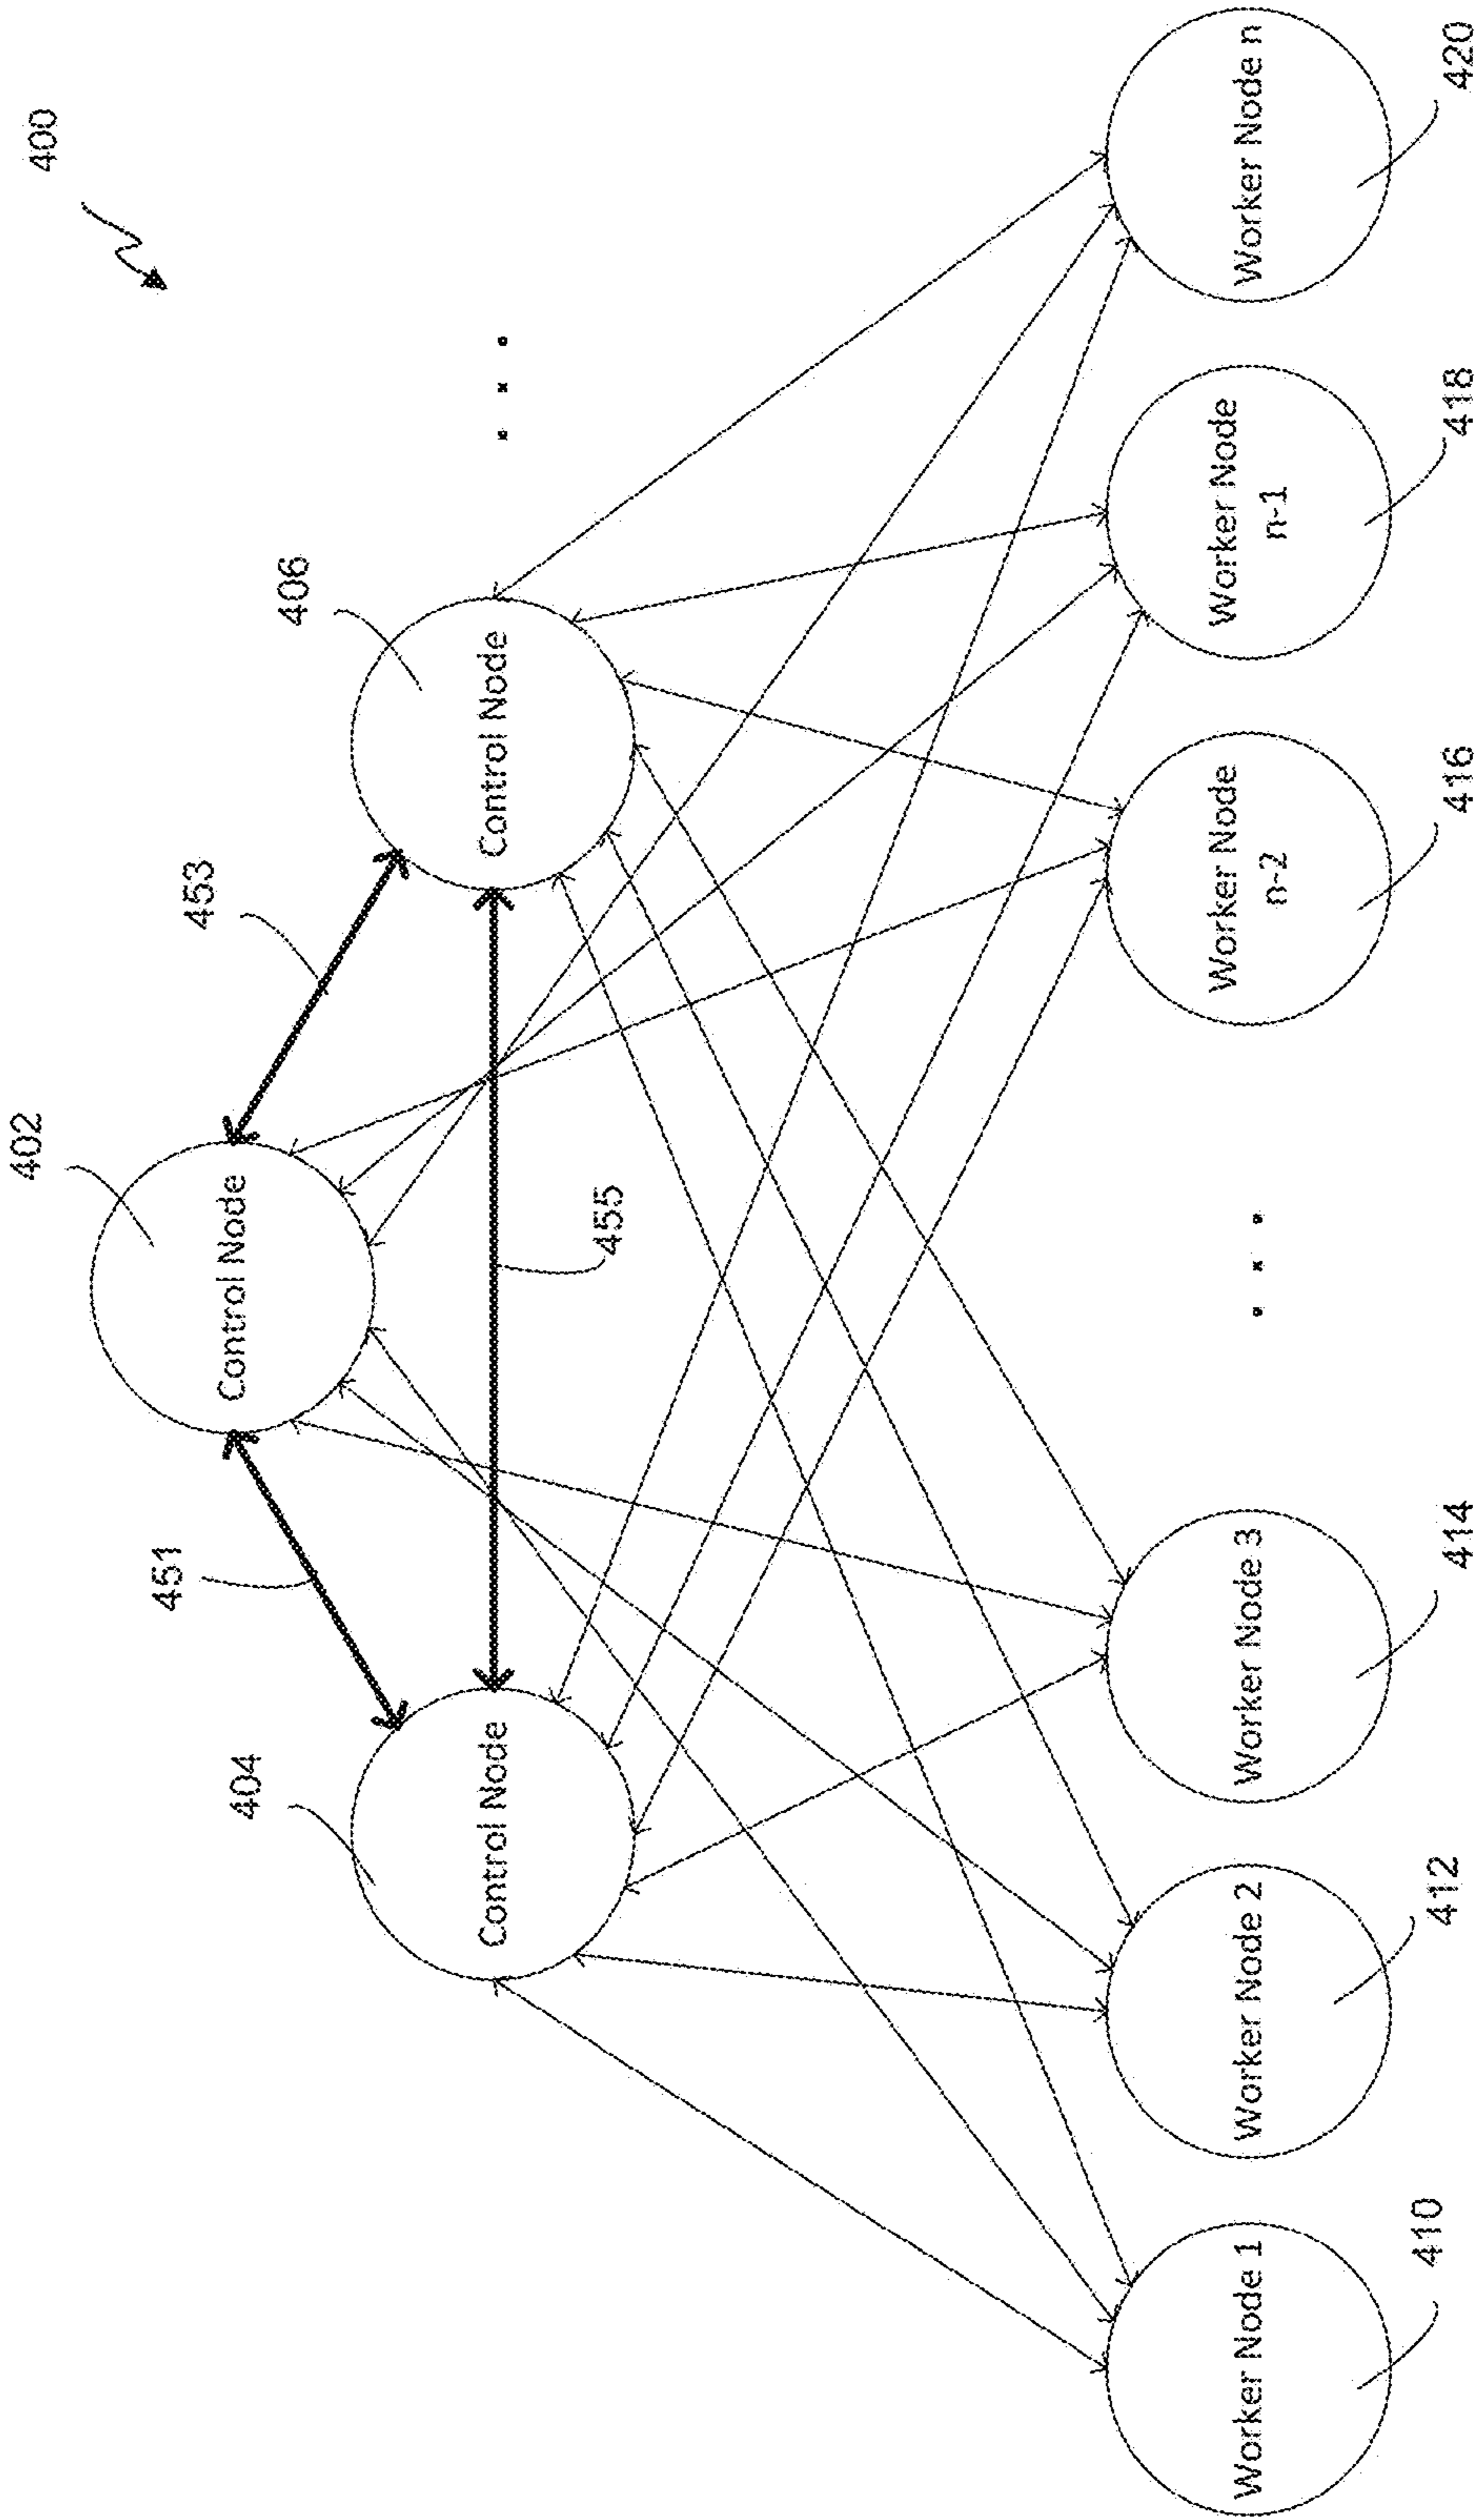 400
402
Control Node
451
453
404
406
Control Node
Control Node
. . .
455
Worker Node 1
Worker Node 2
Worker Node 3
. . .
Worker Node
n-2
Worker Node
n-1
Worker Node n
410
412
414
416
418
420